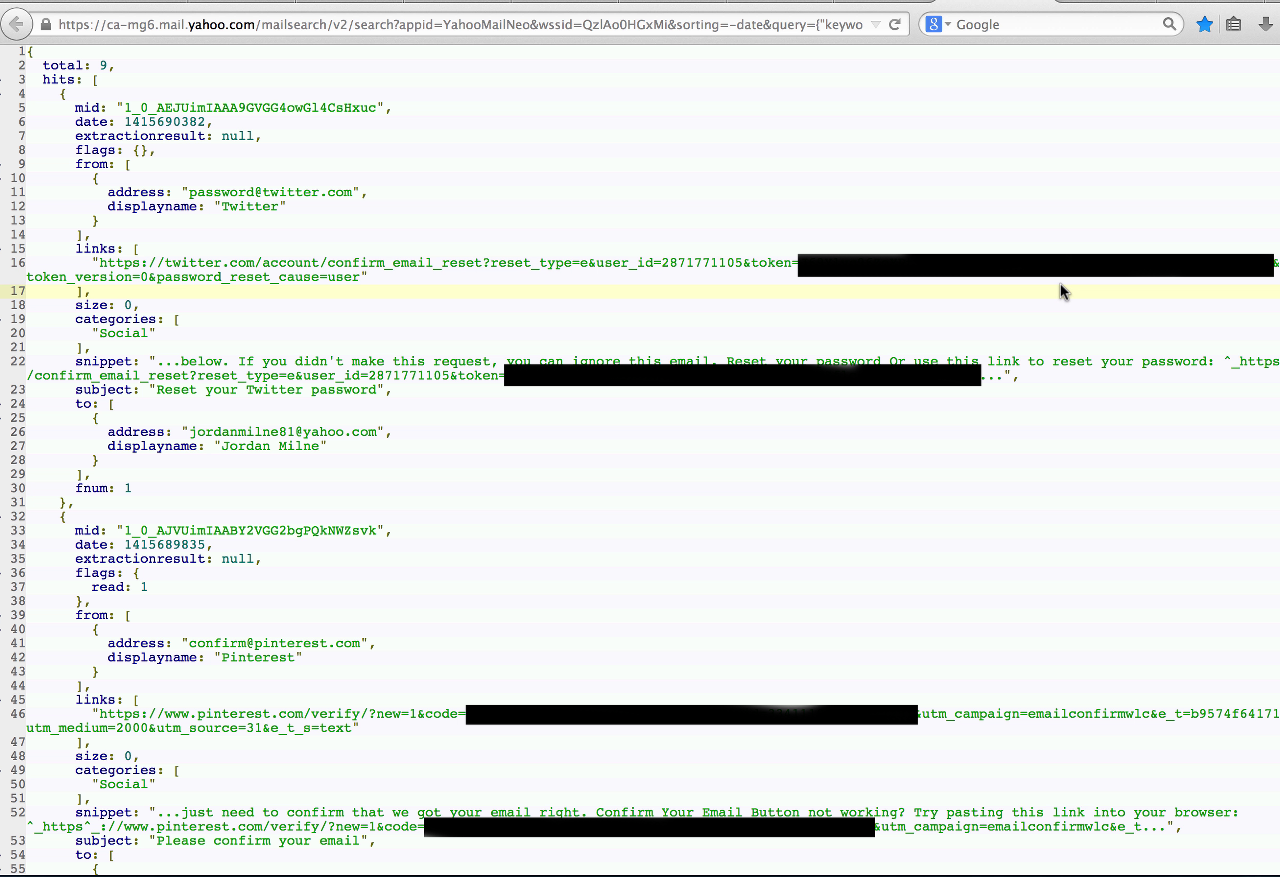 https://ca-mg6.mail.yahoo.com/mailsearch/v2/search?appid=YahooMailNeo&wssid=QzlAo0HGxMi&sorting=-date&query={"keywo
Google
1 {
2 total: 9,
3 hits: [
4 {
5 mid: "1_0_AEJUimIAAA9GVGG4owGl4CsHxuc",
6 date: 1415690382,
7 extractionresult: null,
8 flags: {},
9 from: [
10 {
11 address: "password@twitter.com",
12 displayname: "Twitter"
13 }
14 ],
15 links: [
16 "https://twitter.com/account/confirm_email_reset?reset_type=e&user_id=2871771105&token= &
token_version=0&password_reset_cause=user"
17 ],
18 size: 0,
19 categories: [
20 "Social"
21 ],
22 snippet: "...below. If you didn't make this request, you can ignore this email. Reset your password Or use this link to reset your password: ^_https
/confirm_email_reset?reset_type=e&user_id=2871771105&token= ...",
23 subject: "Reset your Twitter password",
24 to: [
25 {
26 address: "jordanmilne81@yahoo.com",
27 displayname: "Jordan Milne"
28 }
29 ],
30 fnum: 1
31 },
32 {
33 mid: "1_0_AJVUimIAABY2VGG2bgPQkNWZsvk",
34 date: 1415689835,
35 extractionresult: null,
36 flags: {
37 read: 1
38 },
39 from: [
40 {
41 address: "confirm@pinterest.com",
42 displayname: "Pinterest"
43 }
44 ],
45 links: [
46 "https://www.pinterest.com/verify/?new=1&code= &utm_campaign=emailconfirmwlc&e_t=b9574f64171
utm_medium=2000&utm_source=31&e_t_s=text"
47 ],
48 size: 0,
49 categories: [
50 "Social"
51 ],
52 snippet: "...just need to confirm that we got your email right. Confirm Your Email Button not working? Try pasting this link into your browser:
^_https^_://www.pinterest.com/verify/?new=1&code= &utm_campaign=emailconfirmwlc&e_t...",
53 subject: "Please confirm your email",
54 to: [
55 {